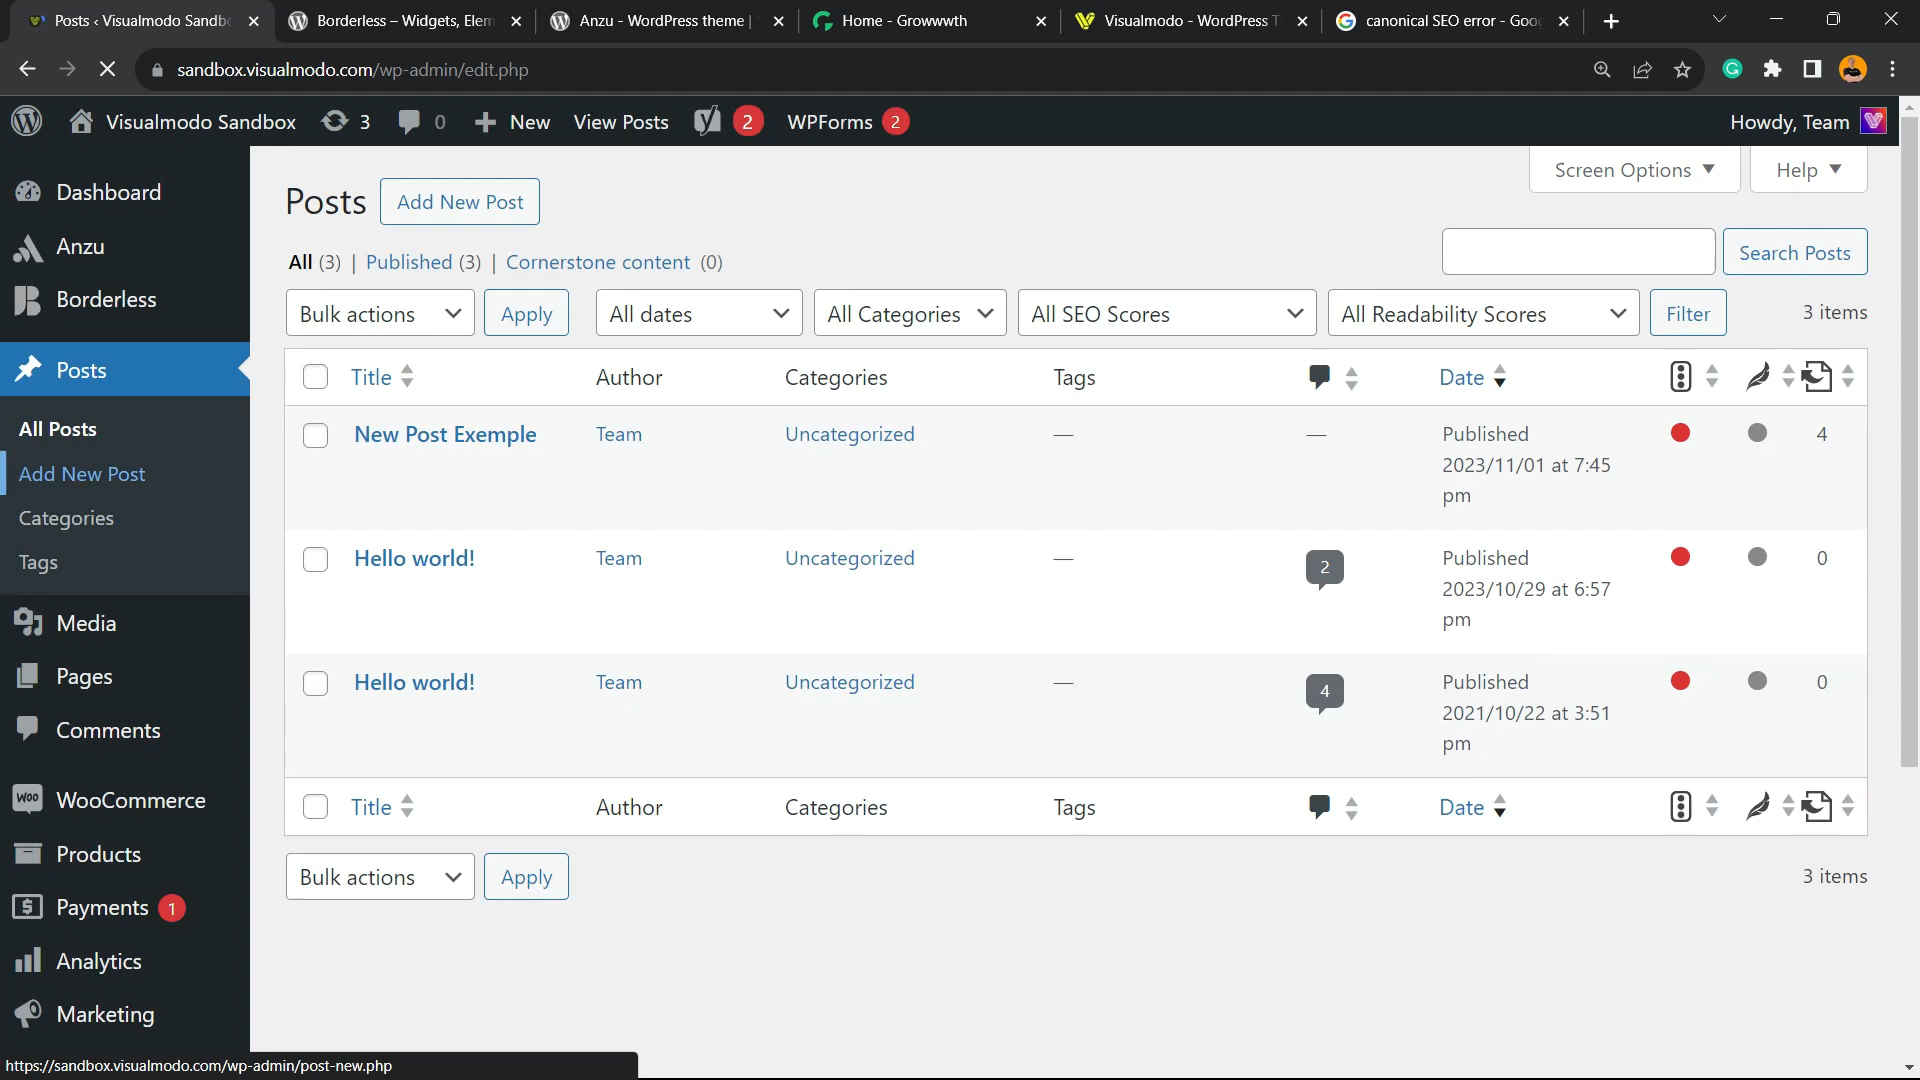 Posts ‹ Visualmodo Sandb
Borderless – Widgets, Elem
Anzu - WordPress theme |
Home - Growwwth
Visualmodo - WordPress T
canonical SEO error - Goo
sandbox.visualmodo.com/wp-admin/edit.php
Visualmodo Sandbox
3
0
New
View Posts
2
WPForms
2
Howdy, Team
Dashboard
Anzu
Borderless
Posts
All Posts
Add New Post
Categories
Tags
Media
Pages
Comments
Woo
WooCommerce
Products
Payments 1
Analytics
Marketing
Screen Options
Help
Posts
Add New Post
All (3) | Published (3) | Cornerstone content (0)
Search Posts
Bulk actions
Apply
All dates
All Categories
All SEO Scores
All Readability Scores
Filter
3 items
Title
Author
Categories
Tags
Date
New Post Exemple
Team
Uncategorized
—
—
Published
2023/11/01 at 7:45
pm
4
Hello world!
Team
Uncategorized
—
2
Published
2023/10/29 at 6:57
pm
0
Hello world!
Team
Uncategorized
—
4
Published
2021/10/22 at 3:51
pm
0
Title
Author
Categories
Tags
Date
Bulk actions
Apply
3 items
https://sandbox.visualmodo.com/wp-admin/post-new.php